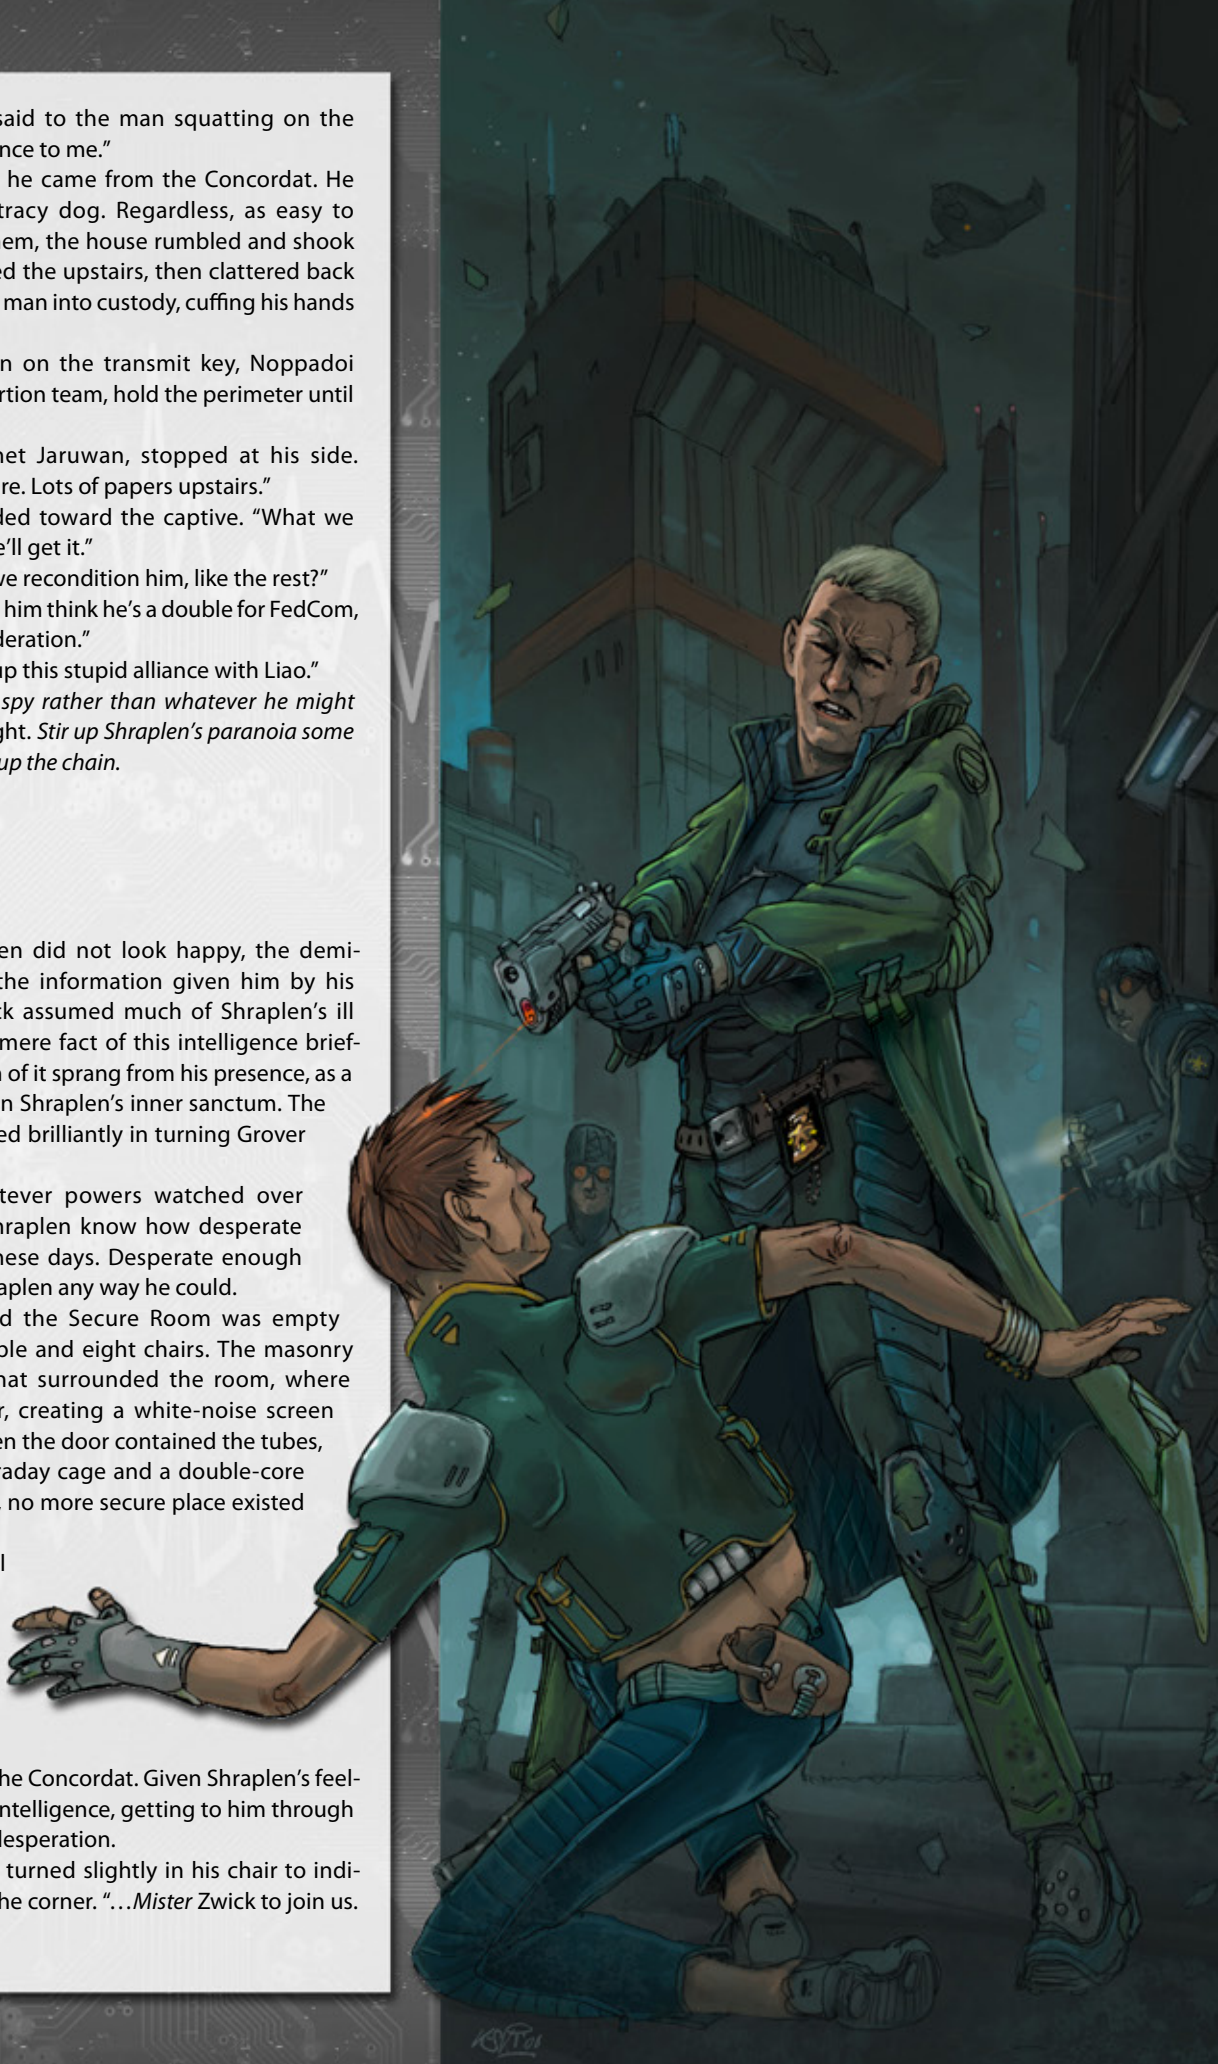 said to the man squatting on the
nce to me.”
he came from the Concordat. He
tracy dog. Regardless, as easy to
nem, the house rumbled and shook
ed the upstairs, then clattered back
man into custody, cuffing his hands
n on the transmit key, Noppadoi
rtion team, hold the perimeter until
net Jaruwan, stopped at his side.
re. Lots of papers upstairs.”
ded toward the captive. “What we
e’ll get it.”
we recondition him, like the rest?”
him think he’s a double for FedCom,
deration.”
up this stupid alliance with Liao.”
spy rather than whatever he might
ght. Stir up Shraplen’s paranoia some
up the chain.
en did not look happy, the demi-
the information given him by his
ck assumed much of Shraplen’s ill
mere fact of this intelligence brief-
n of it sprang from his presence, as a
n Shraplen’s inner sanctum. The
ed brilliantly in turning Grover
tever powers watched over
hraplen know how desperate
hese days. Desperate enough
aplen any way he could.
d the Secure Room was empty
ble and eight chairs. The masonry
hat surrounded the room, where
r, creating a white-noise screen
en the door contained the tubes,
raday cage and a double-core
, no more secure place existed
l
he Concordat. Given Shraplen’s feel-
ntelligence, getting to him through
desperation.
turned slightly in his chair to indi-
he corner. “…Mister Zwick to join us.